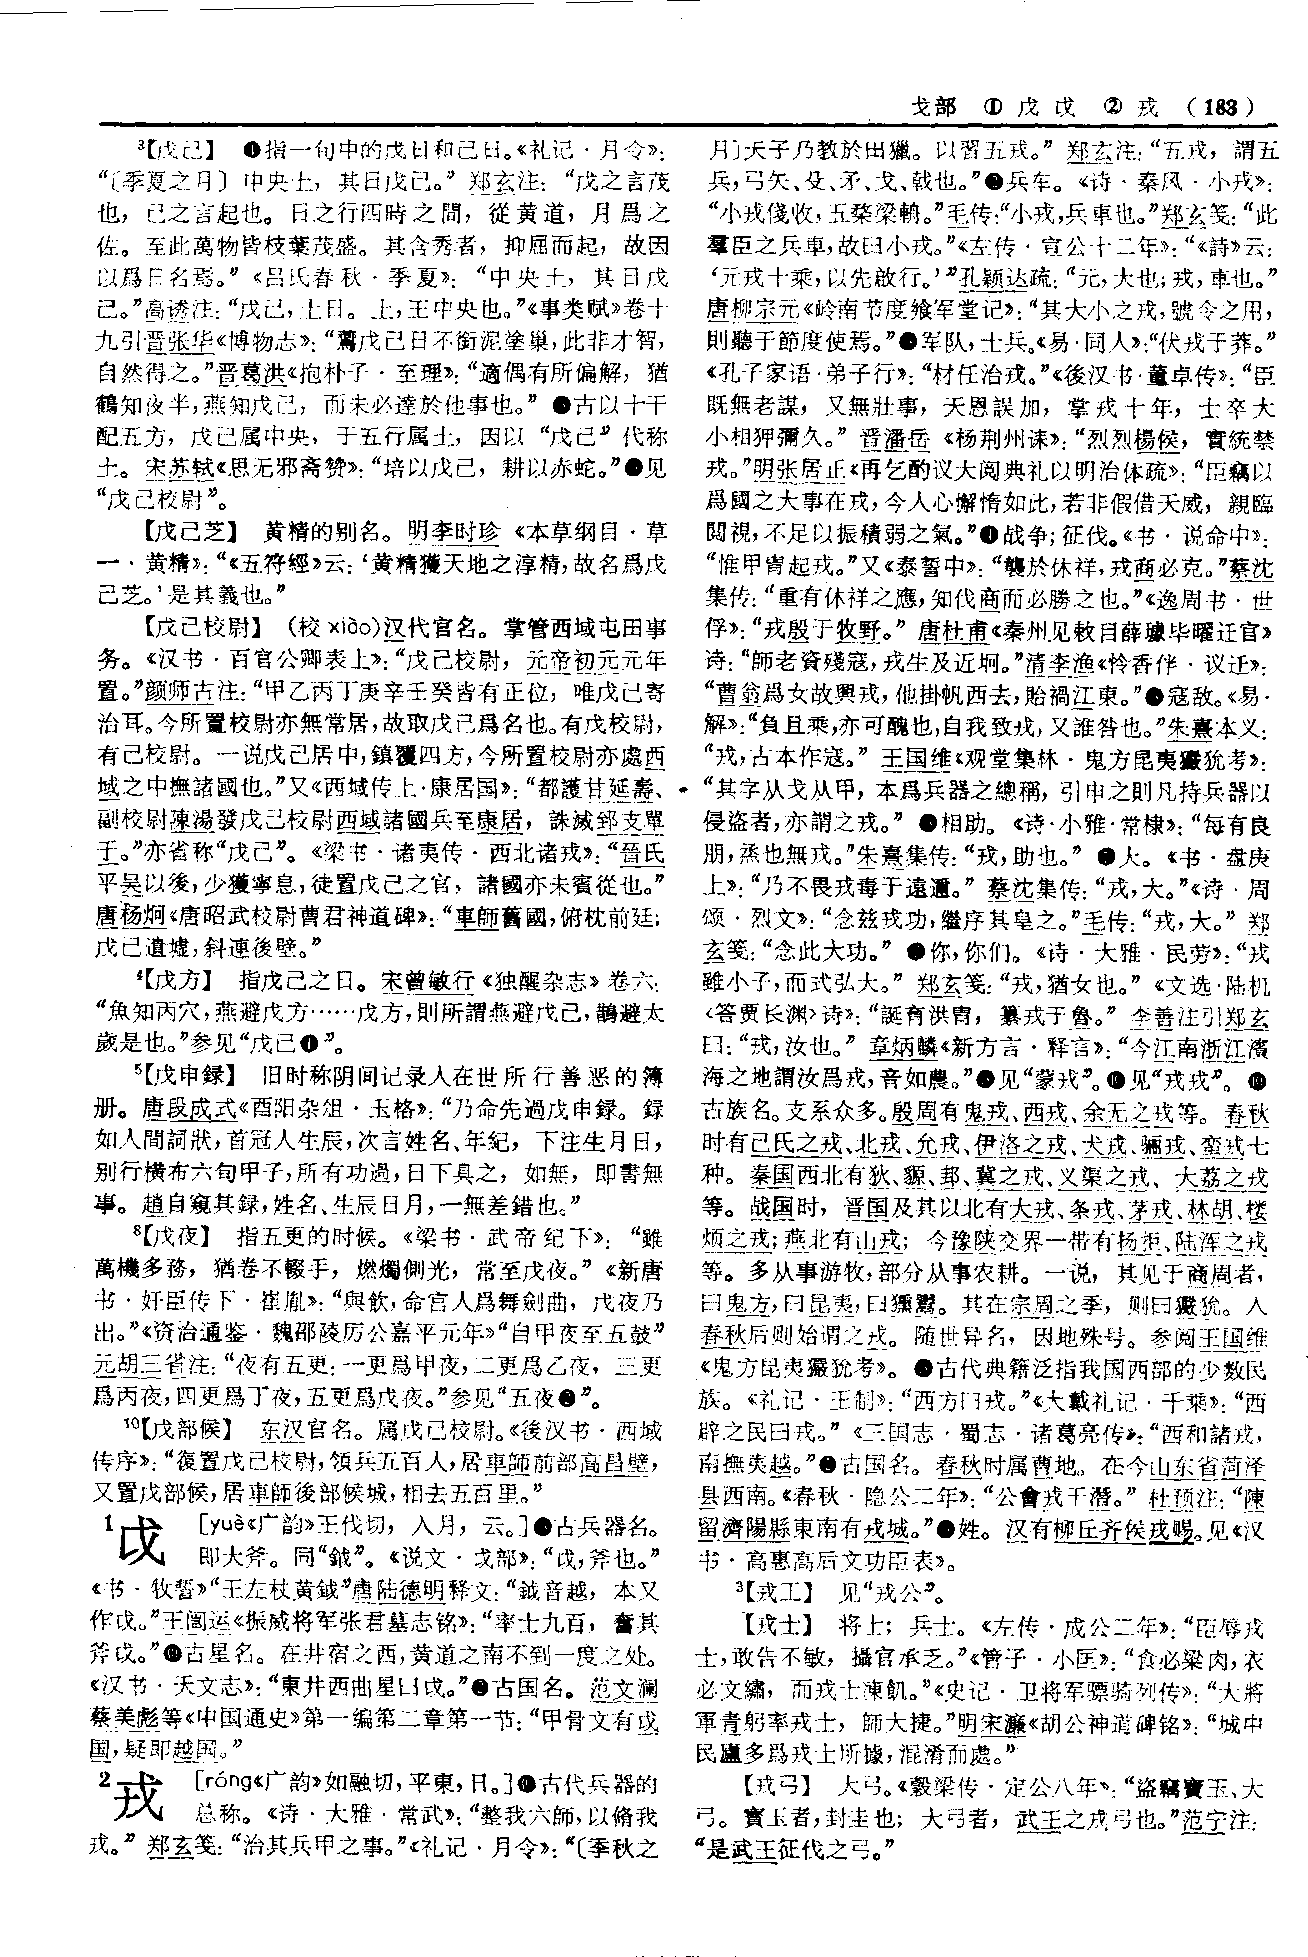 戈部 ①戊戉 ②戎 （183）
³【戊己】 ❶指一旬中的戊日和己日。《礼记·月令》：
“〔季夏之月〕中央土，其日戊己。”郑玄注：“戊之言茂
也，己之言起也。日之行四時之間，從黄道，月爲之
佐。至此萬物皆枝葉茂盛。其含秀者，抑屈而起，故因
以爲日名焉。”《吕氏春秋·季夏》：“中央土，其日戊
己。”高诱注：“戊己，土日。土，王中央也。”《事类赋》卷十
九引晋张华《博物志》：“鷰戊己日不銜泥塗巢，此非才智，
自然得之。”晋葛洪《抱朴子·至理》：“適偶有所偏解，猶
鶴知夜半，燕知戊己，而未必達於他事也。”❷古以十干
配五方，戊己属中央，于五行属土，因以“戊己”代称
土。宋苏轼《思无邪斋赞》：“培以戊己，耕以赤蛇。”❸见
“戊己校尉”。
【戊己芝】 黄精的别名。明李时珍《本草纲目·草
一·黄精》：“《五符經》云：‘黄精獲天地之淳精，故名爲戊
己芝。’是其義也。”
【戊己校尉】 （校xiào）汉代官名。掌管西域屯田事
务。《汉书·百官公卿表上》：“戊己校尉，元帝初元元年
置。”颜师古注：“甲乙丙丁庚辛壬癸皆有正位，唯戊己寄
治耳。今所置校尉亦無常居，故取戊己爲名也。有戊校尉，
有己校尉。一说戊己居中，鎮覆四方，今所置校尉亦處西
域之中撫諸國也。”又《西域传上·康居国》：“都護甘延壽、
副校尉陳湯發戊己校尉西域諸國兵至康居，誅滅郅支單
于。”亦省称“戊己”。《梁书·诸夷传·西北诸戎》：“晉氏
平吴以後，少獲寧息，徒置戊己之官，諸國亦未賓從也。”
唐杨炯《唐昭武校尉曹君神道碑》：“車師舊國，俯枕前廷；
戊己遺墟，斜連後壁。”
⁴【戊方】 指戊己之日。宋曾敏行《独醒杂志》卷六：
“魚知丙穴，燕避戊方……戊方，則所謂燕避戊己，鵲避太
歲是也。”参见“戊己❶”。
⁵【戊申録】 旧时称阴间记录人在世所行善恶的簿
册。唐段成式《酉阳杂俎·玉格》：“乃命先過戊申録。録
如人間詞狀，首冠人生辰，次言姓名、年紀，下注生月日，
别行横布六旬甲子，所有功過，日下具之，如無，即書無
事。趙自窺其録，姓名、生辰日月，一無差錯也。”
⁸【戊夜】 指五更的时候。《梁书·武帝纪下》：“雖
萬機多務，猶卷不輟手，燃燭側光，常至戊夜。”《新唐
书·奸臣传下·崔胤》：“與飲，命宫人爲舞劍曲，戊夜乃
出。”《资治通鉴·魏邵陵厉公嘉平元年》“自甲夜至五鼓”
元胡三省注：“夜有五更：一更爲甲夜，二更爲乙夜，三更
爲丙夜，四更爲丁夜，五更爲戊夜。”参见“五夜❷”。
¹⁰【戊部候】 东汉官名。属戊己校尉。《後汉书·西域
传序》：“復置戊己校尉，領兵五百人，居車師前部高昌壁，
又置戊部候，居車師後部候城，相去五百里。”
1戉 ［yuè《广韵》王伐切，入月，云。］❶古兵器名。
即大斧。同“鉞”。《说文·戉部》：“戉，斧也。”
《书·牧誓》“王左杖黄鉞”唐陆德明释文：“鉞音越，本又
作戉。”王闿运《振威将军张君墓志铭》：“率士九百，奮其
斧戉。”❷古星名。在井宿之西，黄道之南不到一度之处。
《汉书·天文志》：“東井西曲星曰戉。”❸古国名。范文澜
蔡美彪等《中国通史》第一编第二章第一节：“甲骨文有戉
国，疑即越国。”
2戎 ［róng《广韵》如融切，平東，日。］❶古代兵器的
总称。《诗·大雅·常武》：“整我六師，以脩我
戎。”郑玄笺：“治其兵甲之事。”《礼记·月令》：“〔季秋之
月〕天子乃教於田獵。以習五戎。”郑玄注：“五戎，謂五
兵，弓矢、殳、矛、戈、戟也。”❷兵车。《诗·秦风·小戎》：
“小戎俴收，五楘梁輈。”毛传：“小戎，兵車也。”郑玄笺：“此
羣臣之兵車，故曰小戎。”《左传·宣公十二年》：“《詩》云：
‘元戎十乘，以先啟行。’”孔颖达疏：“元，大也；戎，車也。”
唐柳宗元《岭南节度飨军堂记》：“其大小之戎，號令之用，
則聽于節度使焉。”❸军队，士兵。《易·同人》：“伏戎于莽。”
《孔子家语·弟子行》：“材任治戎。”《後汉书·董卓传》：“臣
既無老謀，又無壯事，天恩誤加，掌戎十年，士卒大
小相狎彌久。”晋潘岳《杨荆州诔》：“烈烈楊侯，實統禁
戎。”明张居正《再乞酌议大阅典礼以明治体疏》：“臣竊以
爲國之大事在戎，今人心懈惰如此，若非假借天威，親臨
閲視，不足以振積弱之氣。”❹战争；征伐。《书·说命中》：
“惟甲胄起戎。”又《泰誓中》：“襲於休祥，戎商必克。”蔡沈
集传：“重有休祥之應，知伐商而必勝之也。”《逸周书·世
俘》：“戎殷于牧野。”唐杜甫《秦州见敕目薛璩毕曜迁官》
诗：“師老資殘寇，戎生及近坰。”清李渔《怜香伴·议迁》：
“曹翁爲女故興戎，他掛帆西去，貽禍江東。”❺寇敌。《易·
解》：“負且乘，亦可醜也，自我致戎，又誰咎也。”朱熹本义：
“戎，古本作寇。”王国维《观堂集林·鬼方昆夷玁狁考》：
“其字从戈从甲，本爲兵器之總稱，引申之則凡持兵器以
侵盗者，亦謂之戎。”❻相助。《诗·小雅·常棣》：“每有良
朋，烝也無戎。”朱熹集传：“戎，助也。”❼大。《书·盘庚
上》：“乃不畏戎毒于遠邇。”蔡沈集传：“戎，大。”《诗·周
颂·烈文》：“念兹戎功，繼序其皇之。”毛传：“戎，大。”郑
玄笺：“念此大功。”❽你，你们。《诗·大雅·民劳》：“戎
雖小子，而式弘大。”郑玄笺：“戎，猶女也。”《文选·陆机
〈答贾长渊〉诗》：“誕育洪胄，纂戎于魯。”李善注引郑玄
曰：“戎，汝也。”章炳麟《新方言·释言》：“今江南浙江濱
海之地謂汝爲戎，音如農。”❾见“蒙戎”。❿见“戎戎”。⓫
古族名。支系众多。殷周有鬼戎、西戎、余无之戎等。春秋
时有己氏之戎、北戎、允戎、伊洛之戎、犬戎、骊戎、蛮戎七
种。秦国西北有狄、獂、邽、冀之戎、义渠之戎、大荔之戎
等。战国时，晋国及其以北有大戎、条戎、茅戎、林胡、楼
烦之戎；燕北有山戎；今豫陕交界一带有杨拒、陆浑之戎
等。多从事游牧，部分从事农耕。一说，其见于商周者，
曰鬼方，曰昆夷，曰獯鬻。其在宗周之季，则曰玁狁。入
春秋后则始谓之戎。随世异名，因地殊号。参阅王国维
《鬼方昆夷玁狁考》。⓬古代典籍泛指我国西部的少数民
族。《礼记·王制》：“西方曰戎。”《大戴礼记·千乘》：“西
辟之民曰戎。”《三国志·蜀志·诸葛亮传》：“西和諸戎，
南撫夷越。”⓭古国名。春秋时属曹地。在今山东省菏泽
县西南。《春秋·隐公二年》：“公會戎于潛。”杜预注：“陳
留濟陽縣東南有戎城。”⓮姓。汉有柳丘齐侯戎赐。见《汉
书·高惠高后文功臣表》。
³【戎工】 见“戎公”。
【戎士】 将士；兵士。《左传·成公二年》：“臣辱戎
士，敢告不敏，攝官承乏。”《管子·小匡》：“食必粱肉，衣
必文繡，而戎士凍飢。”《史记·卫将军骠骑列传》：“大將
軍青躬率戎士，師大捷。”明宋濂《胡公神道碑铭》：“城中
民廬多爲戎士所據，混淆而處。”
【戎弓】 大弓。《穀梁传·定公八年》：“盗竊寶玉、大
弓。寶玉者，封圭也；大弓者，武王之戎弓也。”范宁注：
“是武王征伐之弓。”